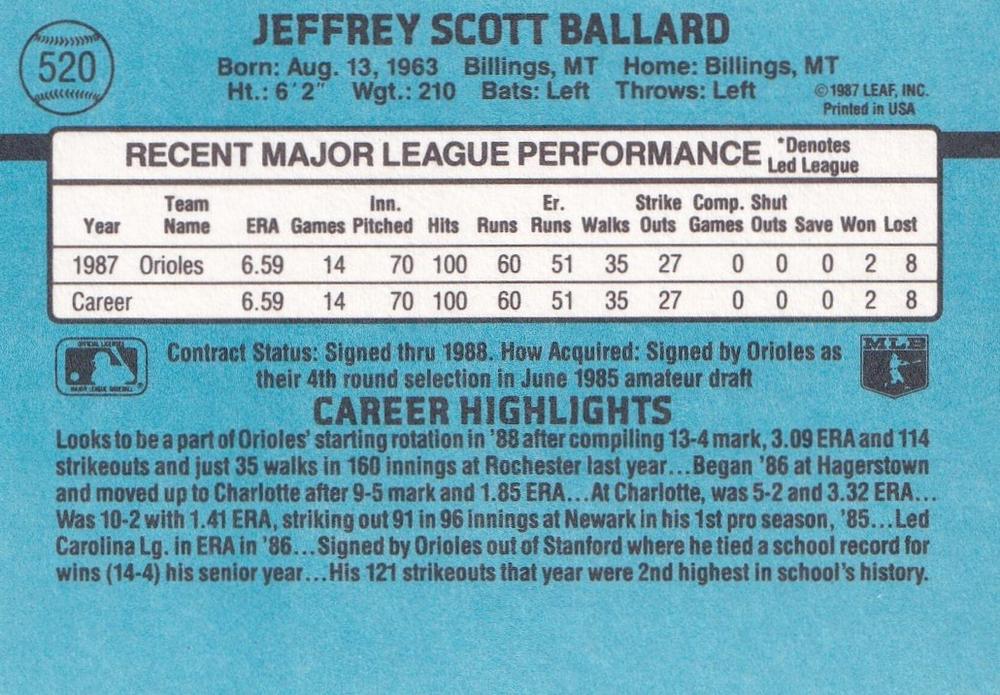 520
JEFFREY SCOTT BALLARD
Born: Aug. 13, 1963 Billings, MT Home: Billings, MT
Ht.: 6´2″ Wgt.: 210 Bats: Left Throws: Left
©1987 LEAF, INC.
Printed in USA
RECENT MAJOR LEAGUE PERFORMANCE *Denotes Led League
Year Team Name ERA Games Inn. Pitched Hits Runs Er. Runs Walks Strike Outs Comp. Games Shut Outs Save Won Lost
1987 Orioles 6.59 14 70 100 60 51 35 27 0 0 0 2 8
Career 6.59 14 70 100 60 51 35 27 0 0 0 2 8
OFFICIAL LICENSEE
MAJOR LEAGUE BASEBALL
Contract Status: Signed thru 1988. How Acquired: Signed by Orioles as
their 4th round selection in June 1985 amateur draft
MLB
CAREER HIGHLIGHTS
Looks to be a part of Orioles' starting rotation in '88 after compiling 13-4 mark, 3.09 ERA and 114
strikeouts and just 35 walks in 160 innings at Rochester last year...Began '86 at Hagerstown
and moved up to Charlotte after 9-5 mark and 1.85 ERA...At Charlotte, was 5-2 and 3.32 ERA...
Was 10-2 with 1.41 ERA, striking out 91 in 96 innings at Newark in his 1st pro season, '85...Led
Carolina Lg. in ERA in '86...Signed by Orioles out of Stanford where he tied a school record for
wins (14-4) his senior year...His 121 strikeouts that year were 2nd highest in school's history.